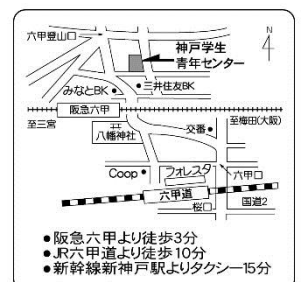 六甲登山口
神戸学生
青年センター
N
みなとBK
三井住友BK
阪急六甲
至三宮
至梅田(大阪)
八幡神社
交番
Coop
フォレスタ
六甲口
六甲道
桜口
国道2
●阪急六甲より徒歩3分
●JR六甲道より徒歩10分
●新幹線新神戸駅よりタクシー15分